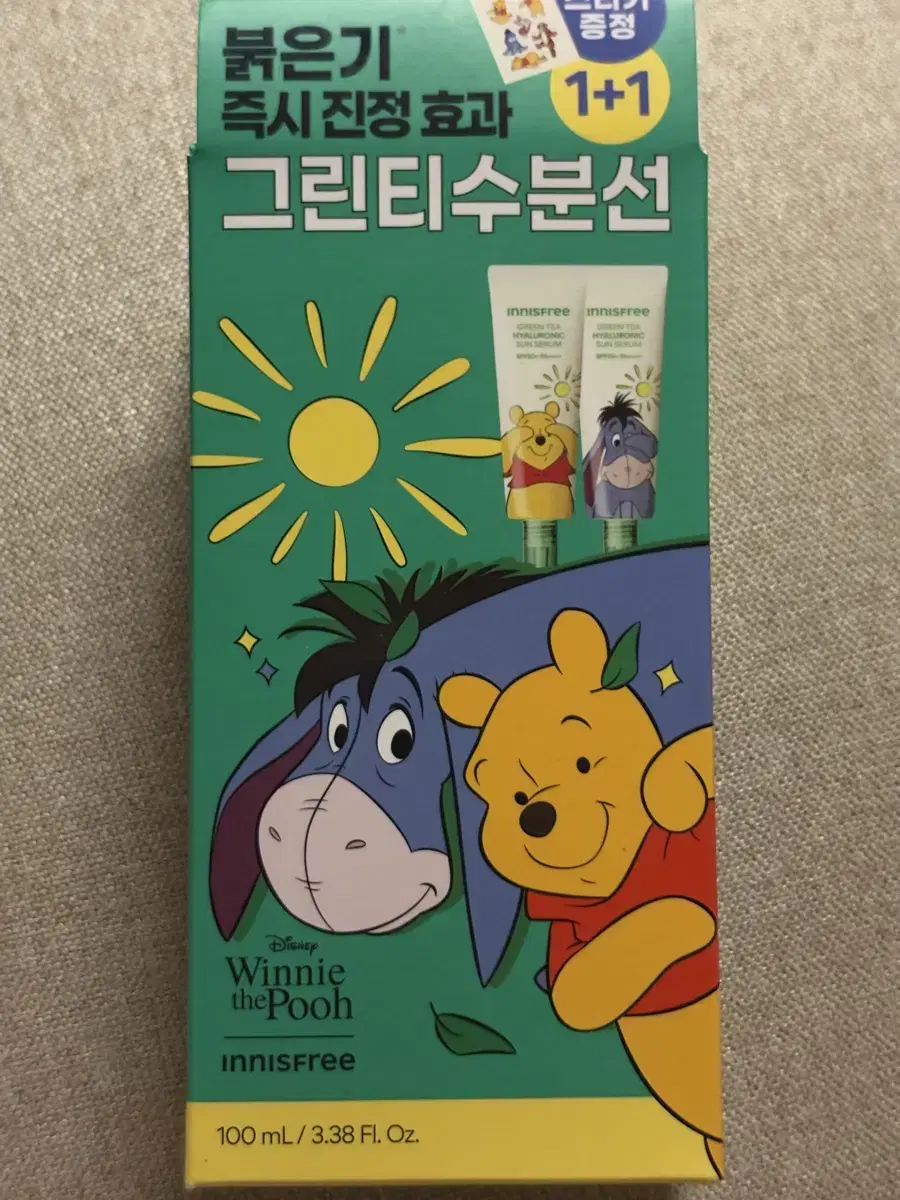 붉은기*
즉시 진정 효과
증정
1+1
그린티수분선
innisfree
GREEN TEA
HYALURONIC
SUN SERUM
innisfree
GREEN TEA
HYALURONIC
SUN SERUM
Disney
Winnie
the Pooh
innisfree
100 mL / 3.38 Fl. Oz.